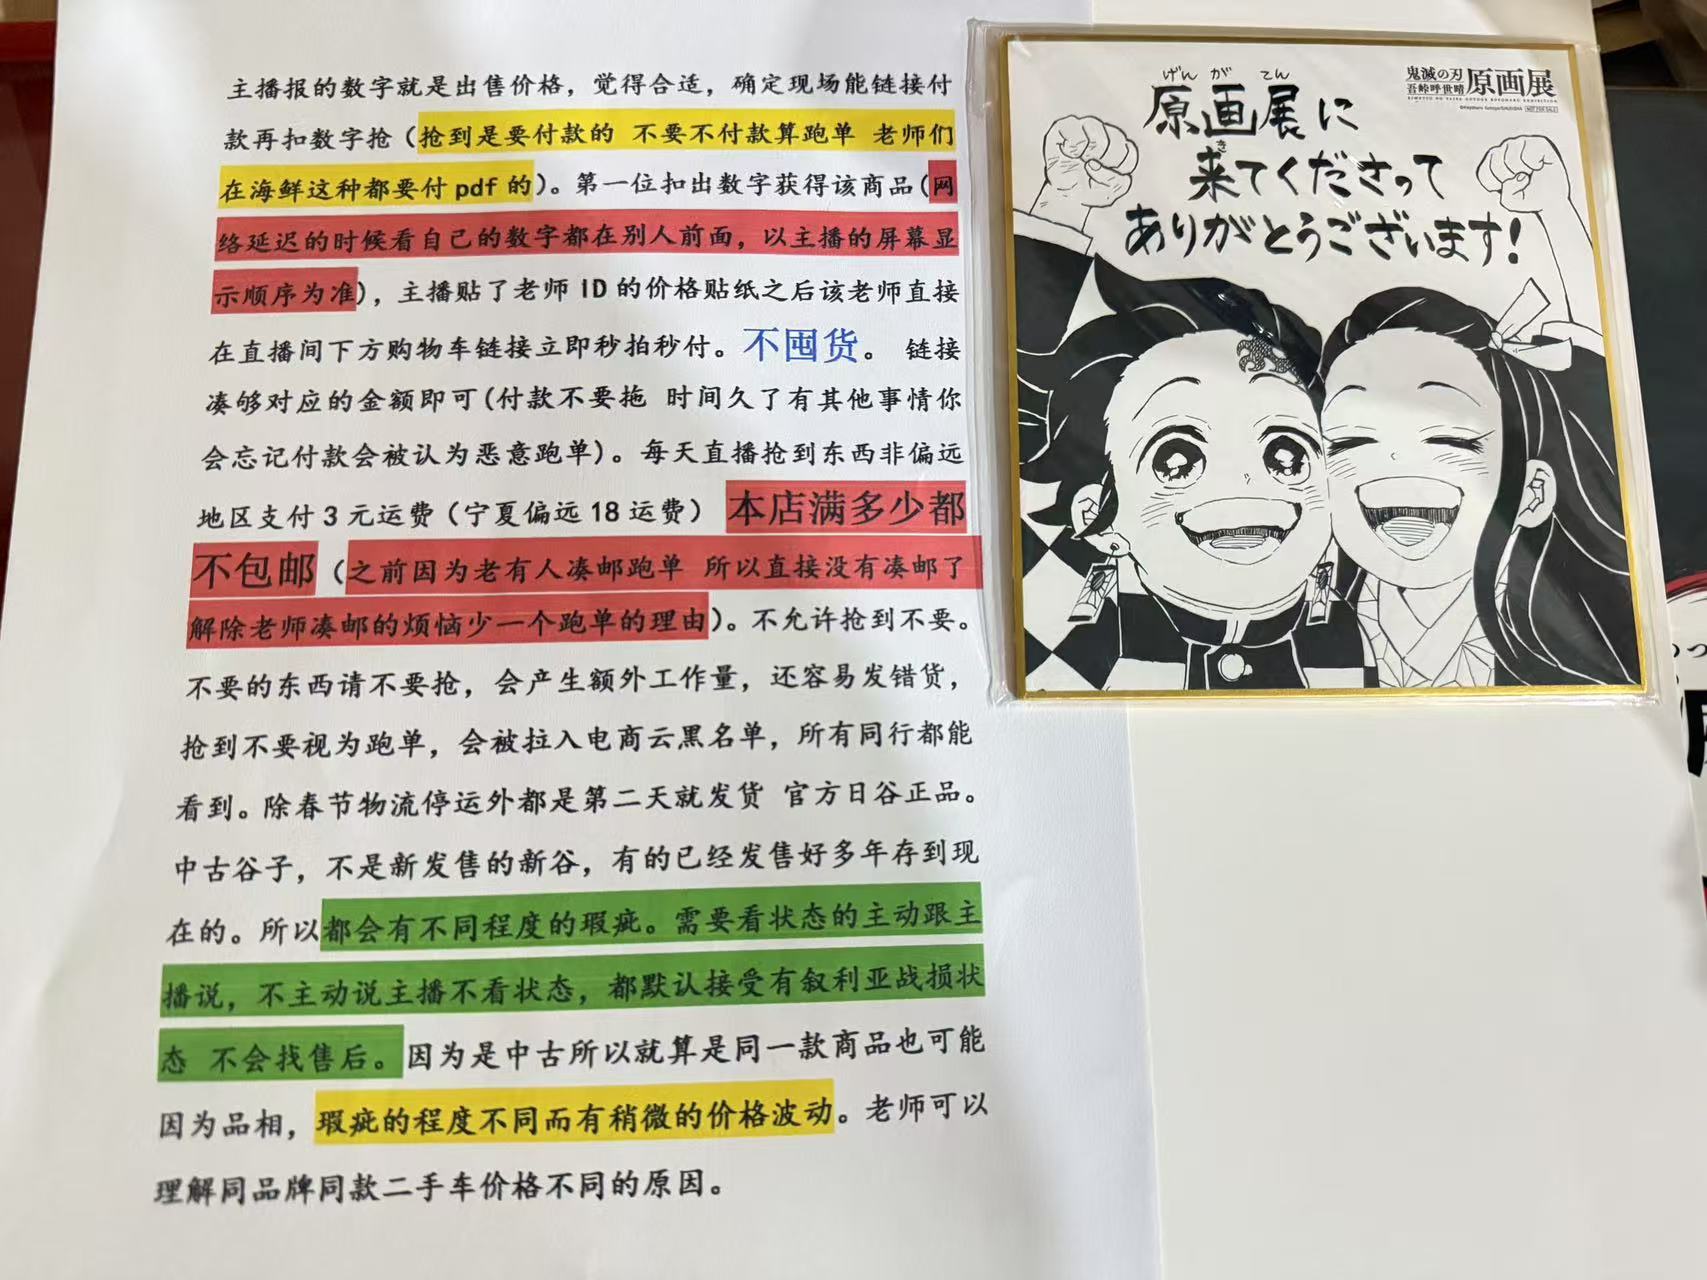 主播报的数字就是出售价格，觉得合适，确定现场能链接付
款再扣数字抢（抢到是要付款的 不要不付款算跑单 老师们
在海鲜这种都要付 pdf 的）。第一位扣出数字获得该商品（网
络延迟的时候看自己的数字都在别人前面，以主播的屏幕显
示顺序为准），主播贴了老师 ID 的价格贴纸之后该老师直接
在直播间下方购物车链接立即秒拍秒付。不囤货。 链接
凑够对应的金额即可（付款不要拖 时间久了有其他事情你
会忘记付款会被认为恶意跑单）。每天直播抢到东西非偏远
地区支付 3 元运费（宁夏偏远 18 运费） 本店满多少都
不包邮（之前因为老有人凑邮跑单 所以直接没有凑邮了
解除老师凑邮的烦恼少一个跑单的理由）。不允许抢到不要。
不要的东西请不要抢，会产生额外工作量，还容易发错货，
抢到不要视为跑单，会被拉入电商云黑名单，所有同行都能
看到。除春节物流停运外都是第二天就发货 官方日谷正品。
中古谷子，不是新发售的新谷，有的已经发售好多年存到现
在的。所以都会有不同程度的瑕疵。需要看状态的主动跟主
播说，不主动说主播不看状态，都默认接受有叙利亚战损状
态 不会找售后。因为是中古所以就算是同一款商品也可能
因为品相，瑕疵的程度不同而有稍微的价格波动。老师可以
理解同品牌同款二手车价格不同的原因。
げん が てん
原画展に
き
来てくださって
ありがとうございます！
鬼滅の刃
吾峠呼世晴
原画展
NOT FOR SALE